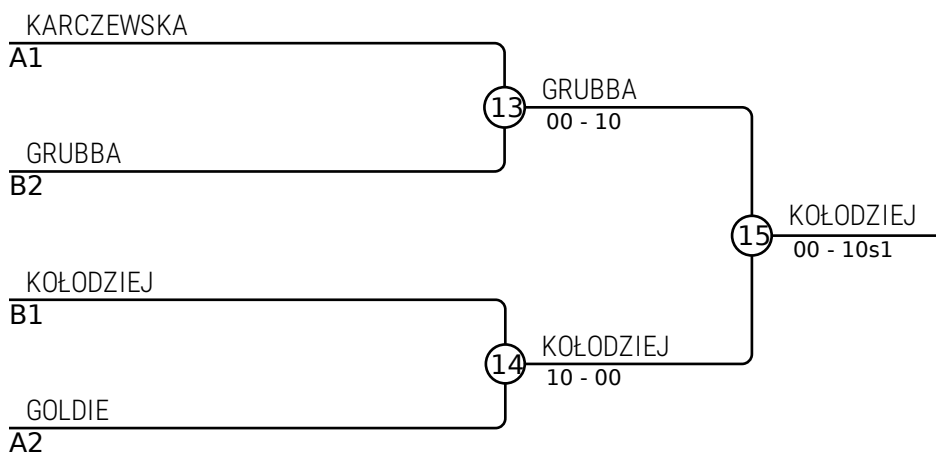 KARCZEWSKA
A1
13
GRUBBA
00 - 10
GRUBBA
B2
15
KOŁODZIEJ
00 - 10s1
KOŁODZIEJ
B1
14
KOŁODZIEJ
10 - 00
GOLDIE
A2